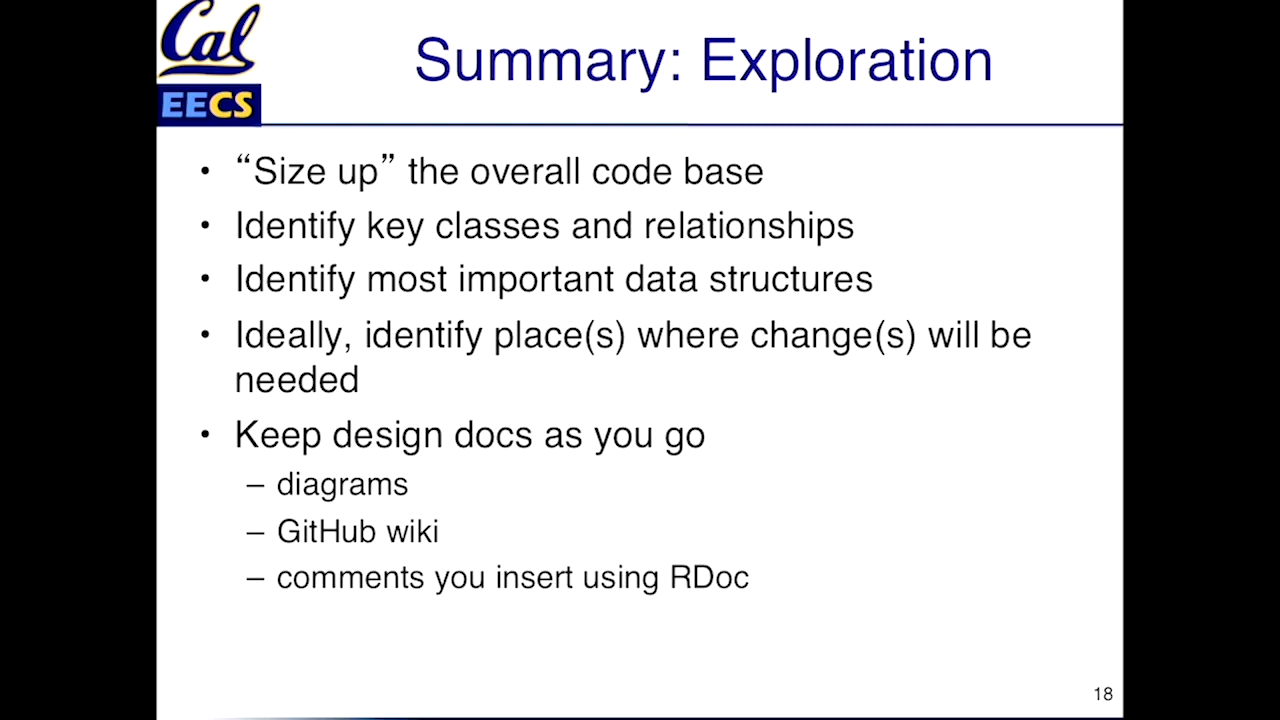 Cal
EECS
Summary: Exploration
• “Size up” the overall code base
• Identify key classes and relationships
• Identify most important data structures
• Ideally, identify place(s) where change(s) will be
needed
• Keep design docs as you go
– diagrams
– GitHub wiki
– comments you insert using RDoc
18